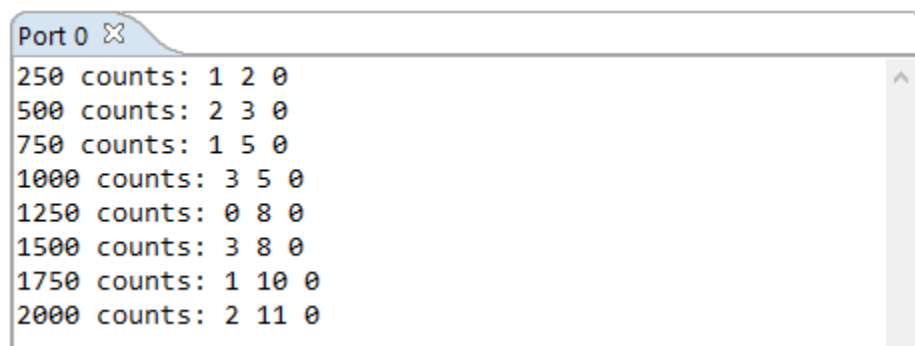 Port 0
250 counts: 1 2 0
500 counts: 2 3 0
750 counts: 1 5 0
1000 counts: 3 5 0
1250 counts: 0 8 0
1500 counts: 3 8 0
1750 counts: 1 10 0
2000 counts: 2 11 0